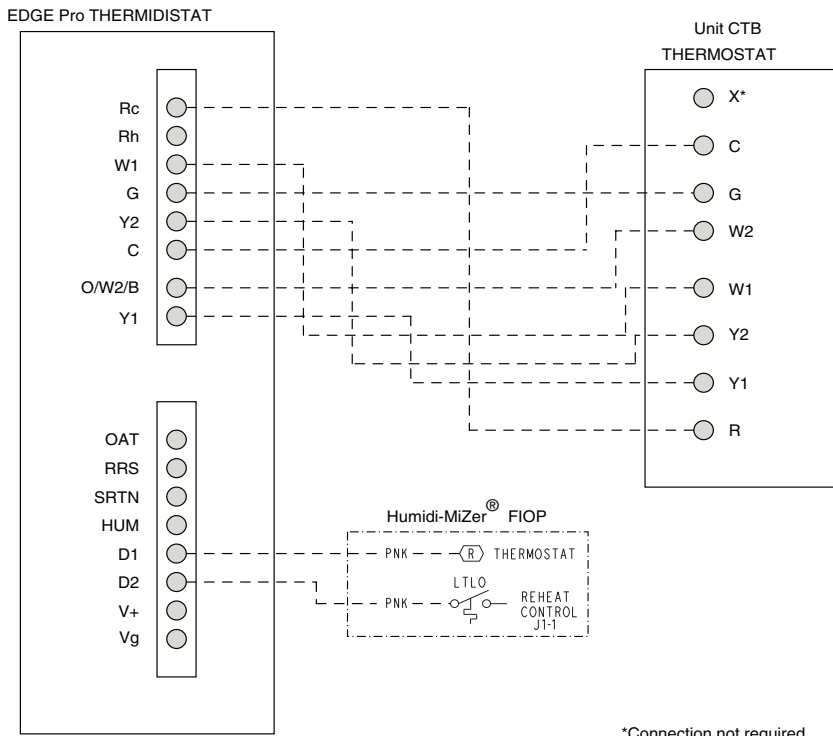 EDGE Pro THERMIDISTAT
Rc
Rh
W1
G
Y2
C
O/W2/B
Y1
OAT
RRS
SRTN
HUM
D1
D2
V+
Vg
Humidi-MiZer® FIOP
PNK
R
THERMOSTAT
LTLO
PNK
REHEAT
CONTROL
J1-1
Unit CTB
THERMOSTAT
X*
C
G
W2
W1
Y2
Y1
R
*Connection not required.